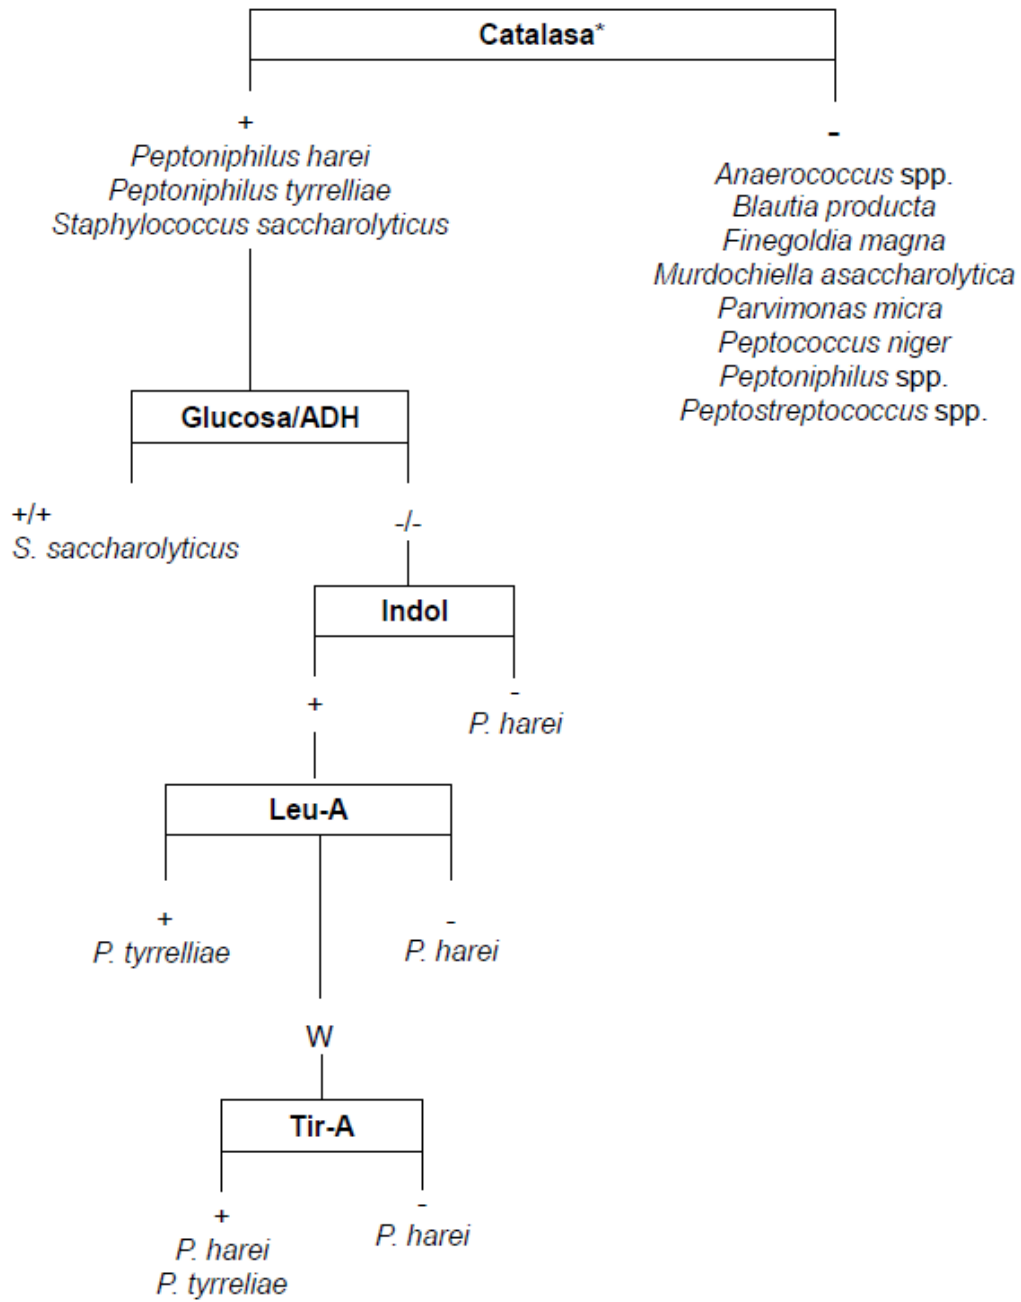 Catalasa*
+
Peptoniphilus harei
Peptoniphilus tyrrelliae
Staphylococcus saccharolyticus
-
Anaerococcus spp.
Blautia producta
Finegoldia magna
Murdochiella asaccharolytica
Parvimonas micra
Peptococcus niger
Peptoniphilus spp.
Peptostreptococcus spp.
Glucosa/ADH
+/+
S. saccharolyticus
-/-
Indol
+
-
P. harei
Leu-A
+
P. tyrrelliae
-
P. harei
W
Tir-A
+
P. harei
P. tyrreliae
-
P. harei